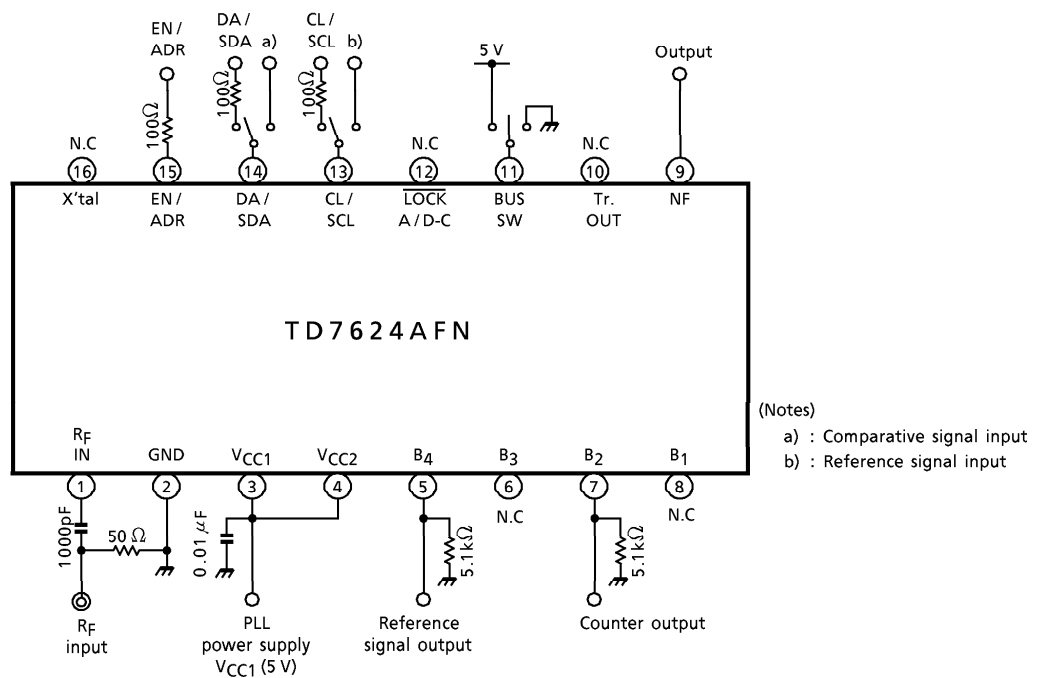 EN / ADR
DA / SDA a)
CL / SCL b)
5 V
Output
100Ω
100Ω
100Ω
N.C
N.C
N.C
16
15
14
13
12
11
10
9
X'tal
EN / ADR
DA / SDA
CL / SCL
LOCK A / D-C
BUS SW
Tr. OUT
NF
TD7624AFN
(Notes)
a) : Comparative signal input
b) : Reference signal input
RF IN
GND
VCC1
VCC2
B4
B3
B2
B1
1
2
3
4
5
6
7
8
N.C
N.C
1000pF
50 Ω
0.01 μF
5.1kΩ
5.1kΩ
RF input
PLL power supply VCC1 (5 V)
Reference signal output
Counter output